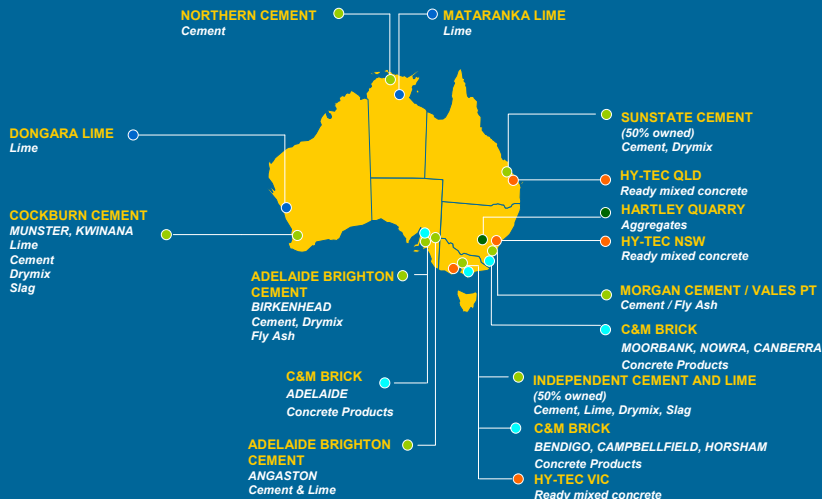 NORTHERN CEMENT
Cement
MATARANKA LIME
Lime
DONGARA LIME
Lime
SUNSTATE CEMENT
(50% owned)
Cement, Drymix
HY-TEC QLD
Ready mixed concrete
HARTLEY QUARRY
Aggregates
HY-TEC NSW
Ready mixed concrete
COCKBURN CEMENT
MUNSTER, KWINANA
Lime
Cement
Drymix
Slag
ADELAIDE BRIGHTON
CEMENT
BIRKENHEAD
Cement, Drymix
Fly Ash
MORGAN CEMENT / VALES PT
Cement / Fly Ash
C&M BRICK
MOORBANK, NOWRA, CANBERRA
Concrete Products
C&M BRICK
ADELAIDE
Concrete Products
INDEPENDENT CEMENT AND LIME
(50% owned)
Cement, Lime, Drymix, Slag
C&M BRICK
BENDIGO, CAMPBELLFIELD, HORSHAM
Concrete Products
ADELAIDE BRIGHTON
CEMENT
ANGASTON
Cement & Lime
HY-TEC VIC
Ready mixed concrete